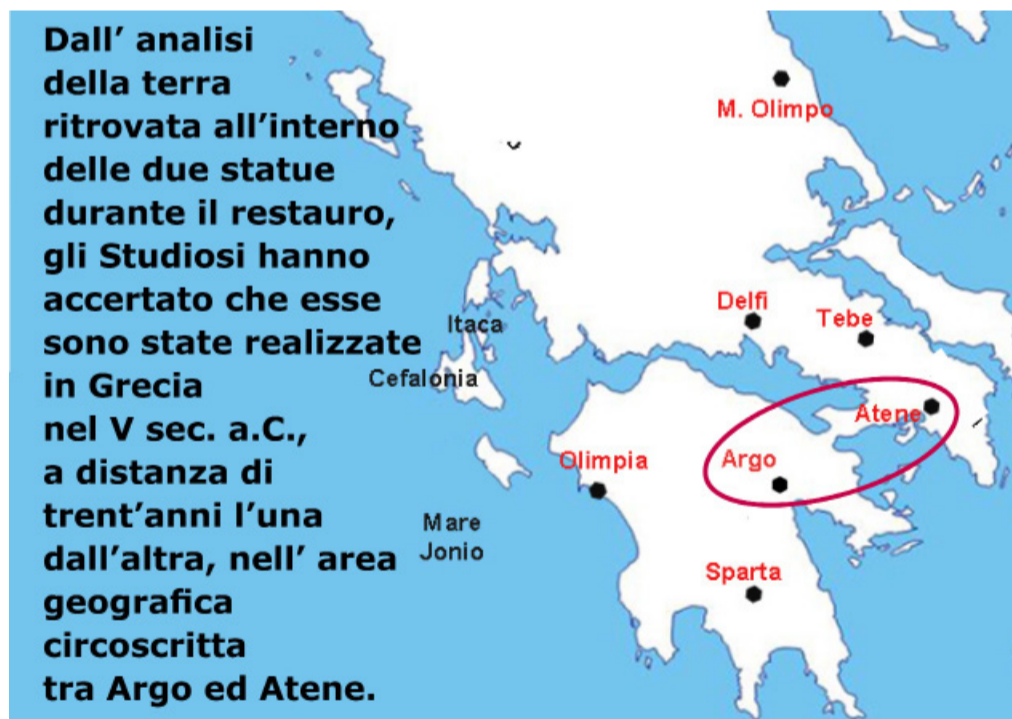 Dall’ analisi
della terra
ritrovata all’interno
delle due statue
durante il restauro,
gli Studiosi hanno
accertato che esse
sono state realizzate
in Grecia
nel V sec. a.C.,
a distanza di
trent’anni l’una
dall’altra, nell’ area
geografica
circoscritta
tra Argo ed Atene.
M. Olimpo
Delfi
Tebe
Itaca
Cefalonia
Atene
Olimpia
Argo
Mare
Jonio
Sparta